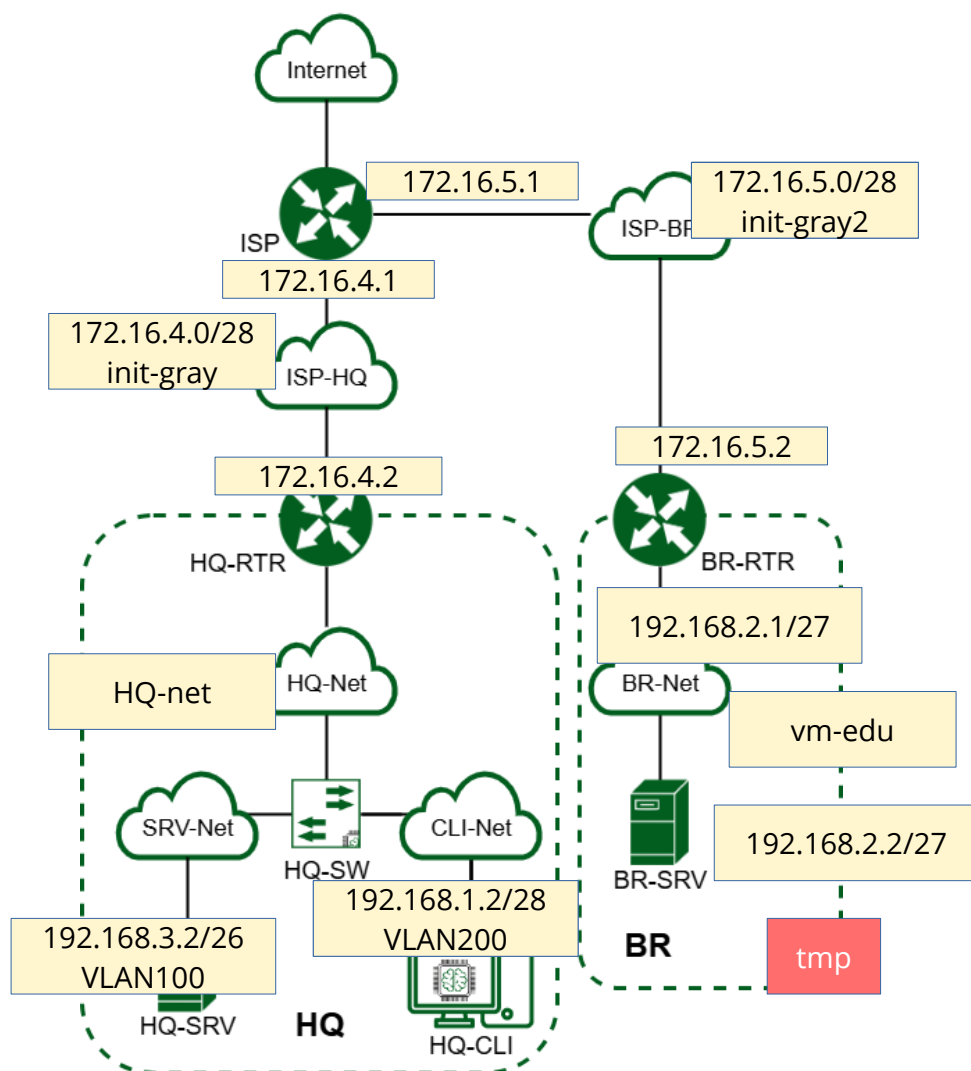 Internet
172.16.5.1
172.16.5.0/28
init-gray2
ISP-BR
ISP
172.16.4.1
172.16.4.0/28
init-gray
ISP-HQ
172.16.5.2
172.16.4.2
HQ-RTR
BR-RTR
192.168.2.1/27
HQ-Net
HQ-net
BR-Net
vm-edu
SRV-Net
CLI-Net
HQ-SW
192.168.2.2/27
BR-SRV
192.168.1.2/28
VLAN200
192.168.3.2/26
VLAN100
BR
tmp
HQ-SRV
HQ
HQ-CLI